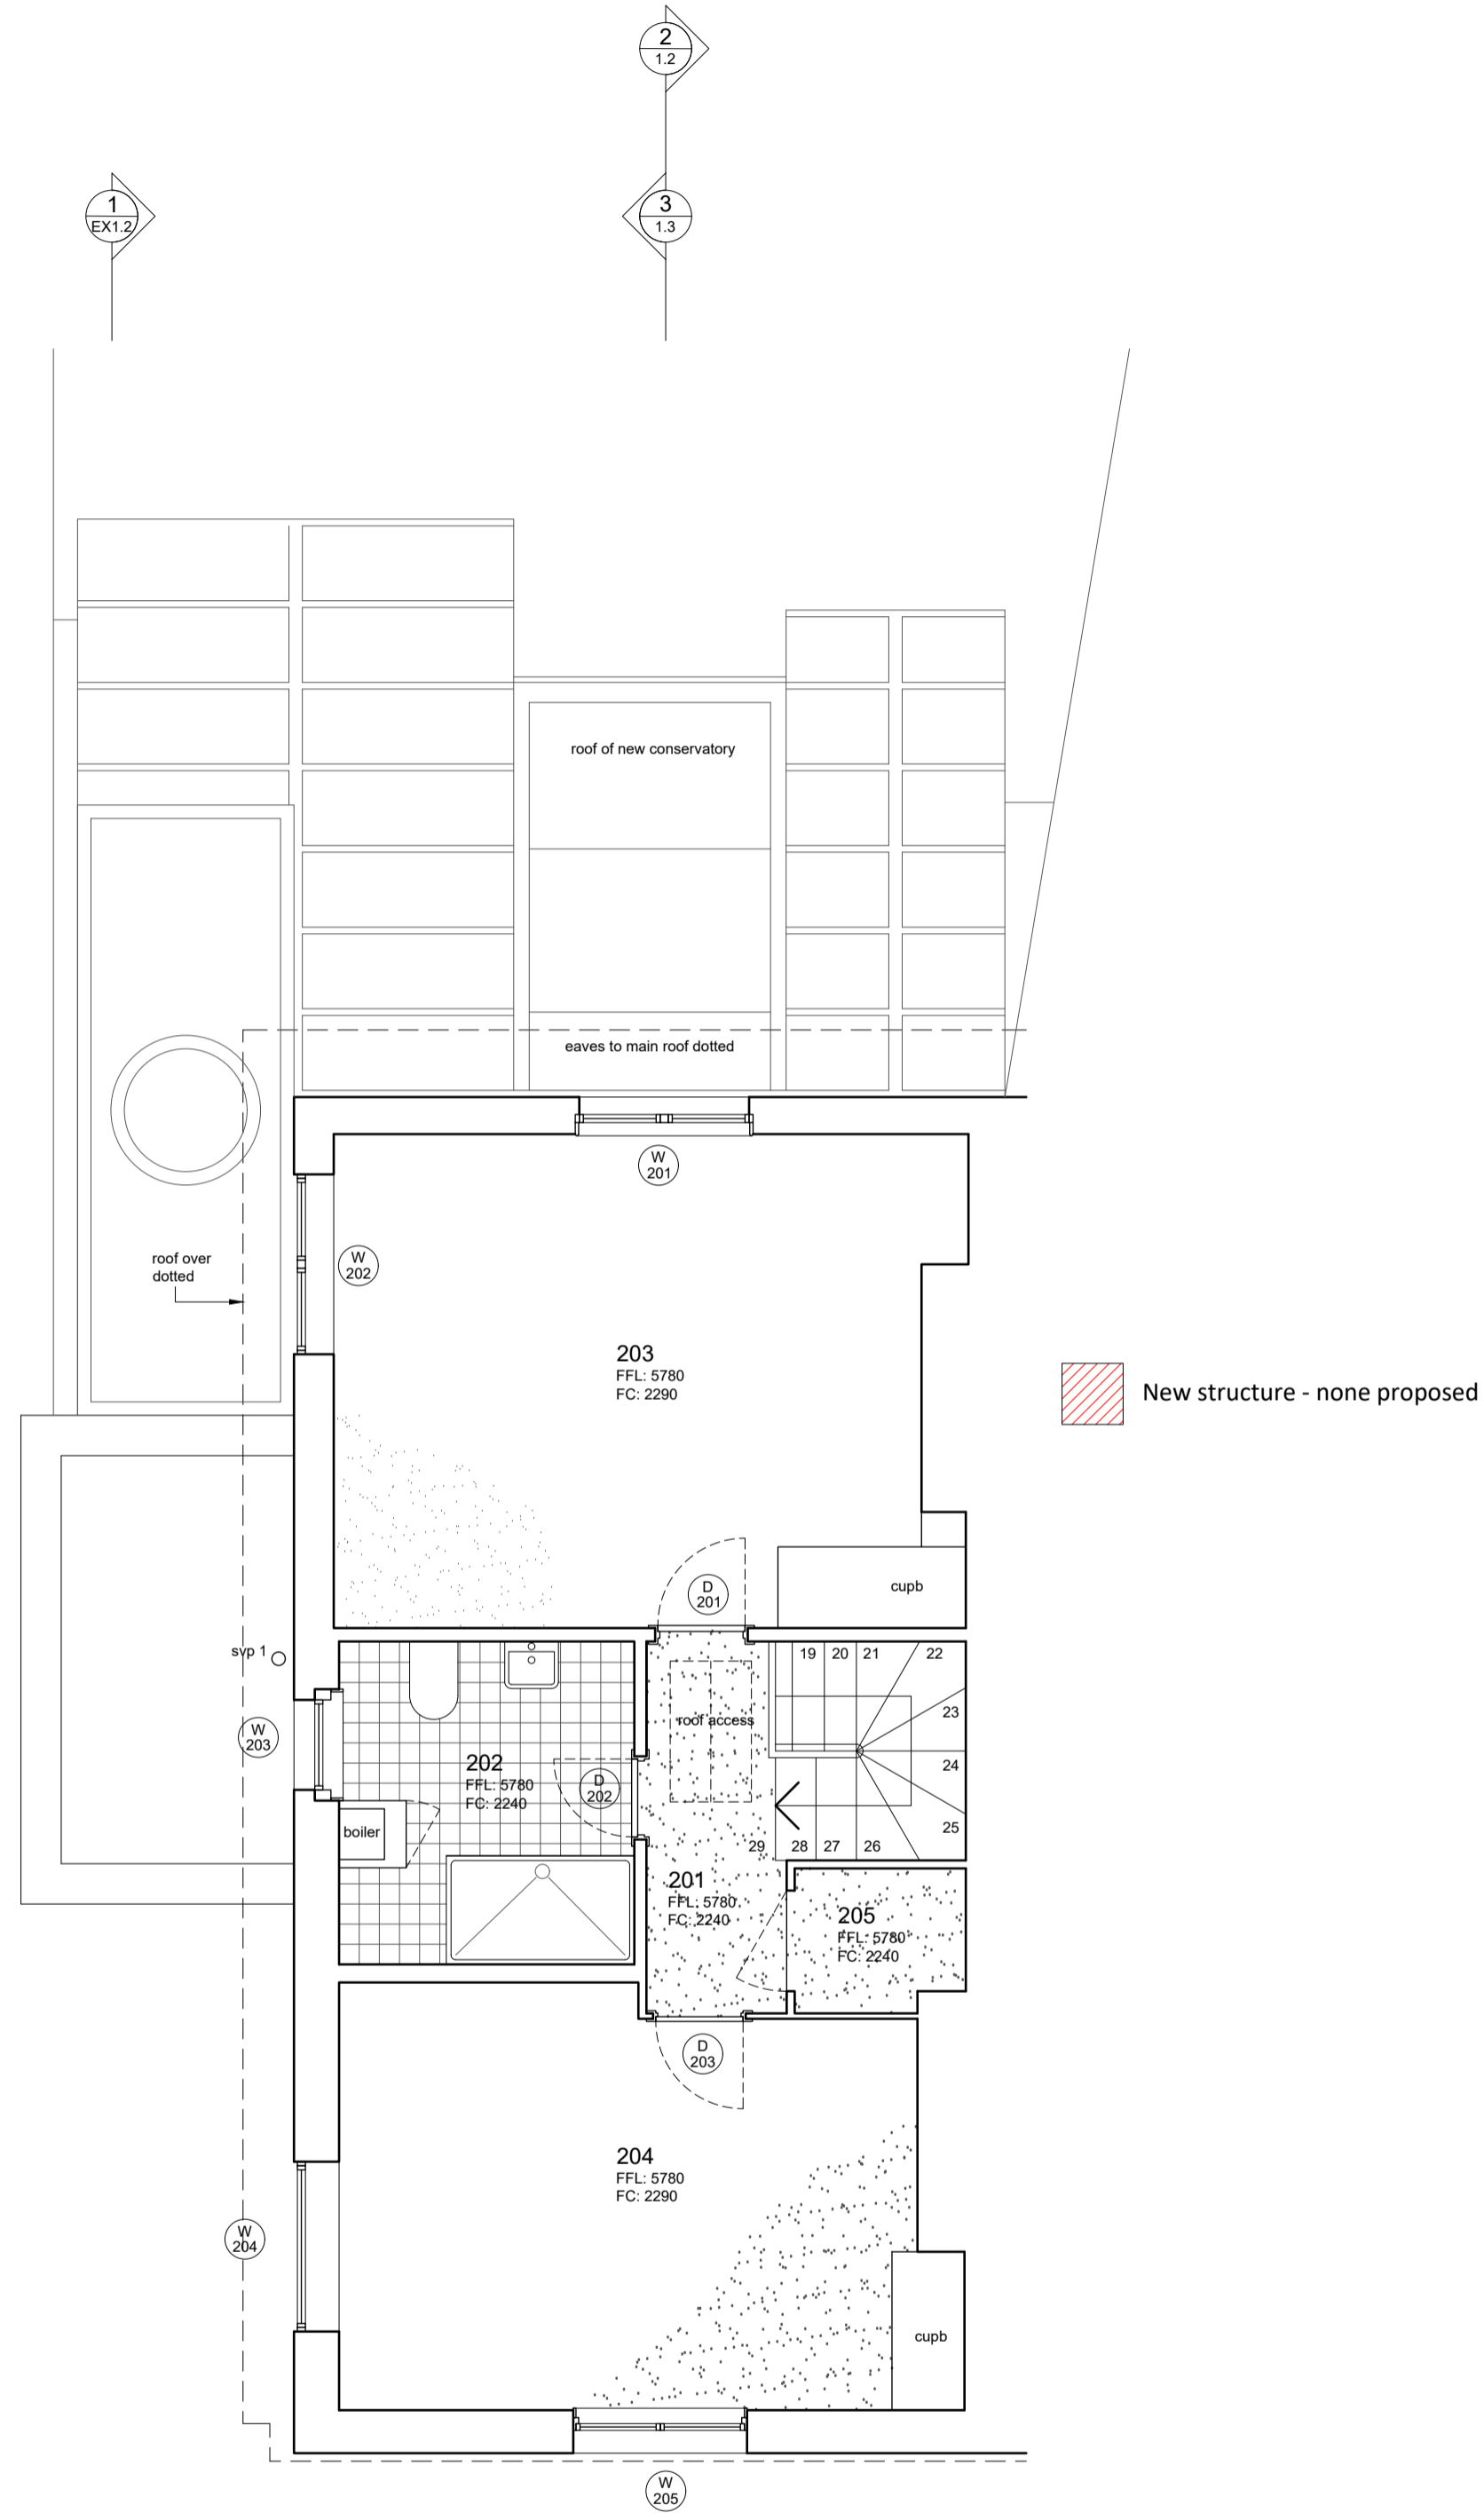 2
1.2
1
EX1.2
3
1.3
roof of new conservatory
eaves to main roof dotted
W
201
roof over
dotted
W
202
203
FFL: 5780
FC: 2290
New structure - none proposed
cupb
D
201
svp 1
19
20
21
22
23
24
25
26
27
28
29
roof access
W
203
202
FFL: 5780
FC: 2240
D
202
boiler
201
FFL: 5780
FC: 2240
205
FFL: 5780
FC: 2240
D
203
204
FFL: 5780
FC: 2290
W
204
cupb
W
205